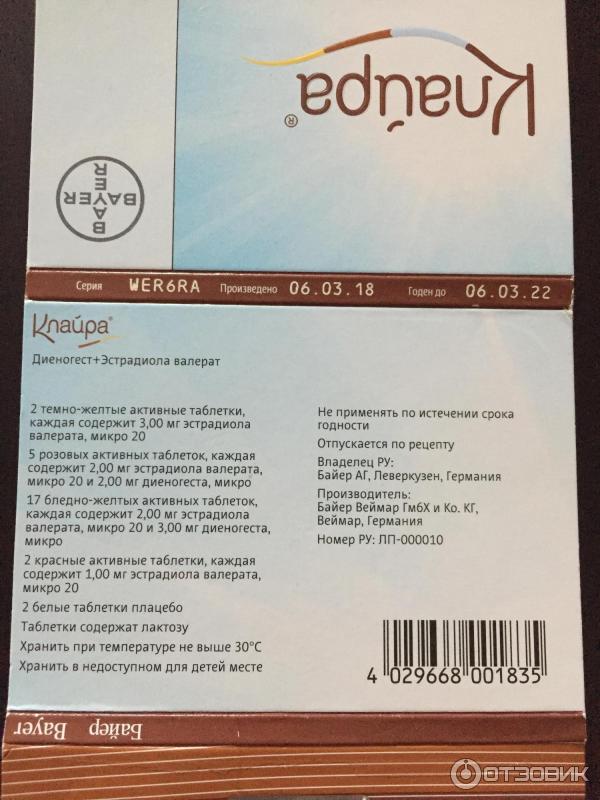 Клайра®
BAYER
BAYER
Серия WER6RA Произведено 06.03.18 Годен до 06.03.22
Клайра®
Диеногест+Эстрадиола валерат
2 темно-желтые активные таблетки,
каждая содержит 3,00 мг эстрадиола
валерата, микро 20
5 розовых активных таблеток, каждая
содержит 2,00 мг эстрадиола валерата,
микро 20 и 2,00 мг диеногеста, микро
17 бледно-желтых активных таблеток,
каждая содержит 2,00 мг эстрадиола
валерата, микро 20 и 3,00 мг диеногеста,
микро
2 красные активные таблетки, каждая
содержит 1,00 мг эстрадиола валерата,
микро 20
2 белые таблетки плацебо
Таблетки содержат лактозу
Хранить при температуре не выше 30°C
Хранить в недоступном для детей месте
Не применять по истечении срока
годности
Отпускается по рецепту
Владелец РУ:
Байер АГ, Леверкузен, Германия
Производитель:
Байер Веймар ГмбХ и Ко. КГ,
Веймар, Германия
Номер РУ: ЛП-000010
4 029668 001835
Байер Bayer
ОТЗОВИК